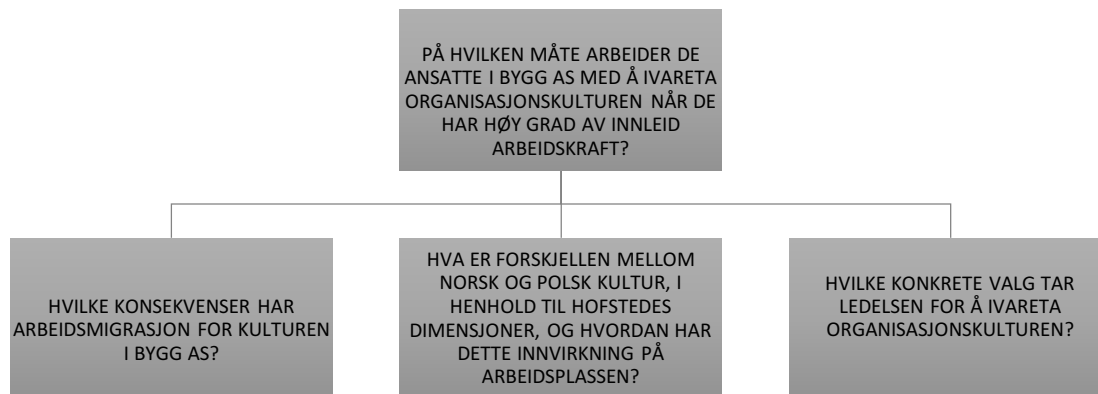 PÅ HVILKEN MÅTE ARBEIDER DE
ANSATTE I BYGG AS MED Å IVARETA
ORGANISASJONSKULTUREN NÅR DE
HAR HØY GRAD AV INNLEID
ARBEIDSKRAFT?
HVILKE KONSEKVENSER HAR
ARBEIDSMIGRASJON FOR KULTUREN
I BYGG AS?
HVA ER FORSKJELLEN MELLOM
NORSK OG POLSK KULTUR, I
HENHOLD TIL HOFSTEDES
DIMENSJONER, OG HVORDAN HAR
DETTE INNVIRKNING PÅ
ARBEIDSPLASSEN?
HVILKE KONKRETE VALG TAR
LEDELSEN FOR Å IVARETA
ORGANISASJONSKULTUREN?